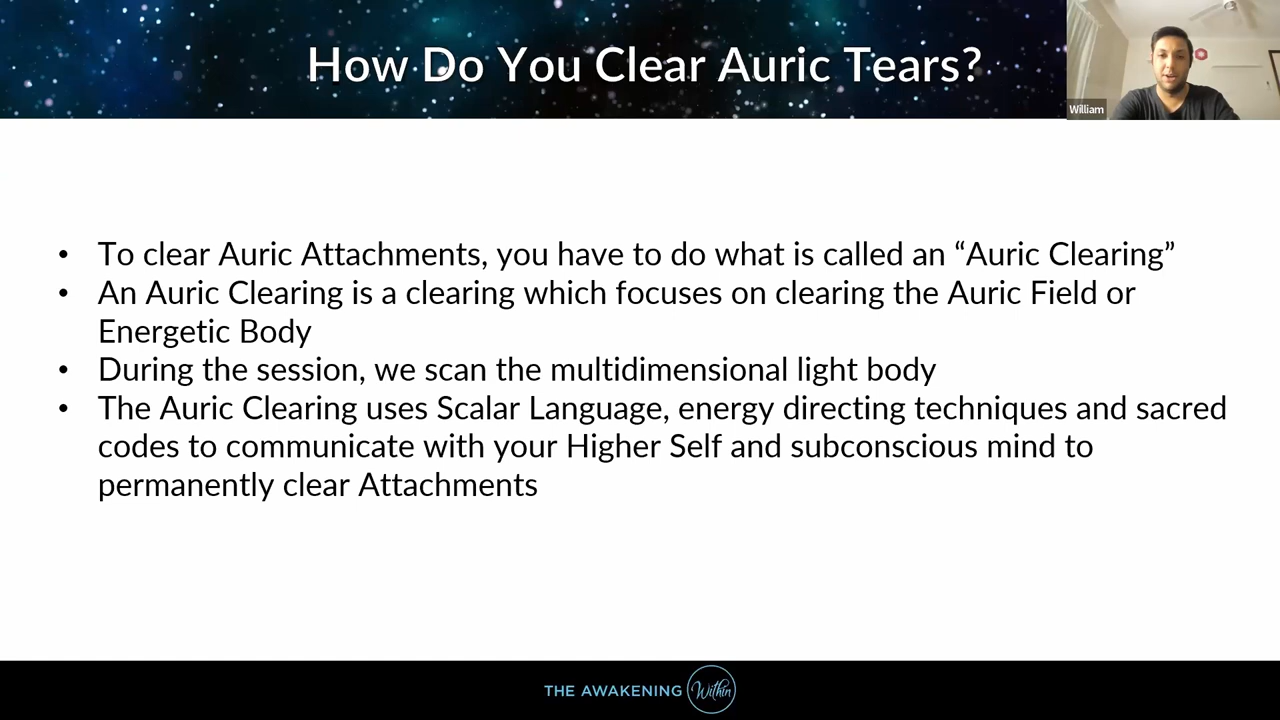 How Do You Clear Auric Tears?
William
• To clear Auric Attachments, you have to do what is called an “Auric Clearing”
• An Auric Clearing is a clearing which focuses on clearing the Auric Field or
Energetic Body
• During the session, we scan the multidimensional light body
• The Auric Clearing uses Scalar Language, energy directing techniques and sacred
codes to communicate with your Higher Self and subconscious mind to
permanently clear Attachments
THE AWAKENING Within